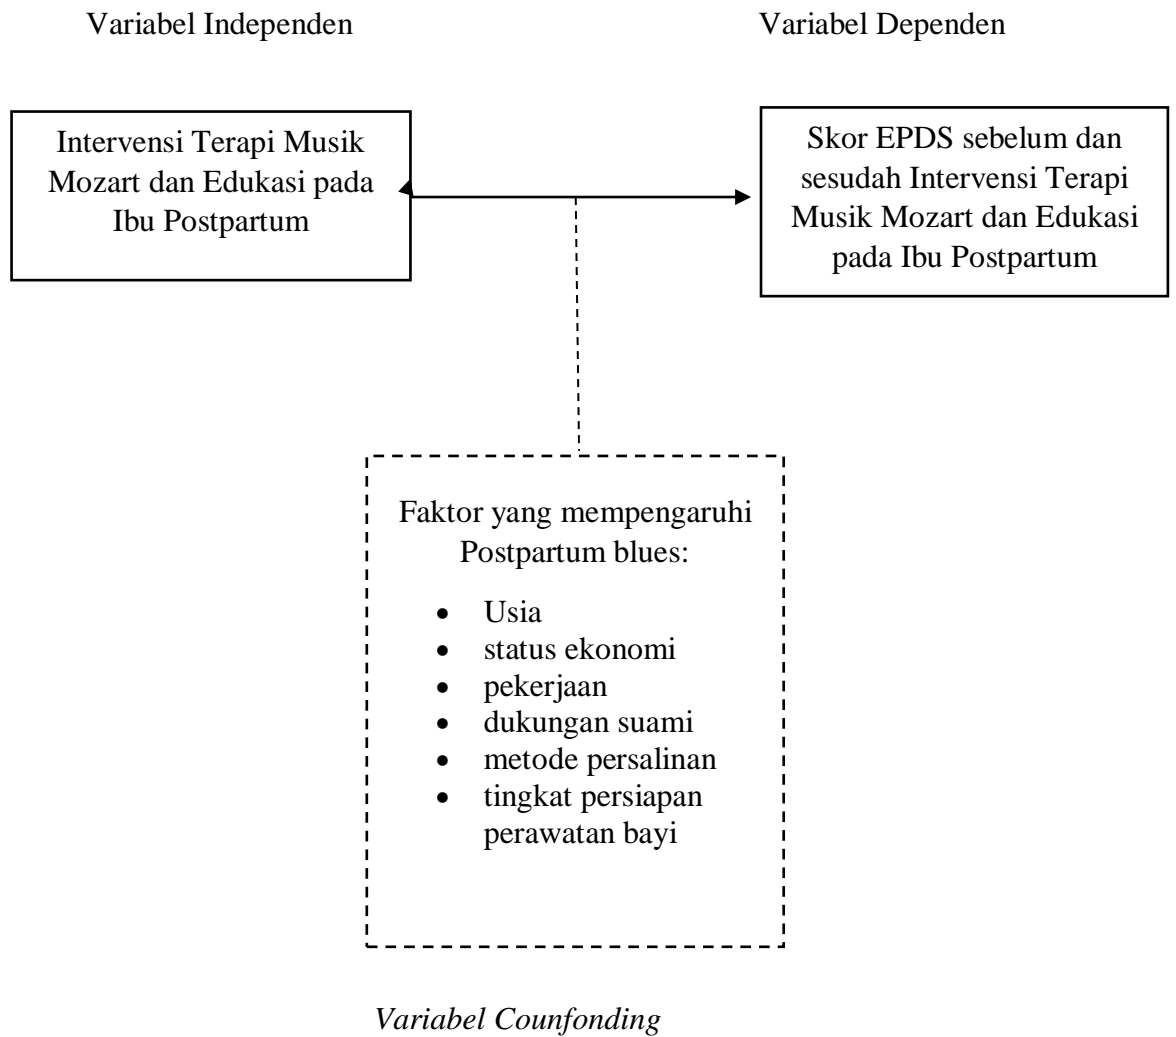 Variabel Independen
Variabel Dependen
Intervensi Terapi Musik
Mozart dan Edukasi pada
Ibu Postpartum
Skor EPDS sebelum dan
sesudah Intervensi Terapi
Musik Mozart dan Edukasi
pada Ibu Postpartum
Faktor yang mempengaruhi
Postpartum blues:
• Usia
• status ekonomi
• pekerjaan
• dukungan suami
• metode persalinan
• tingkat persiapan
perawatan bayi
Variabel Counfonding